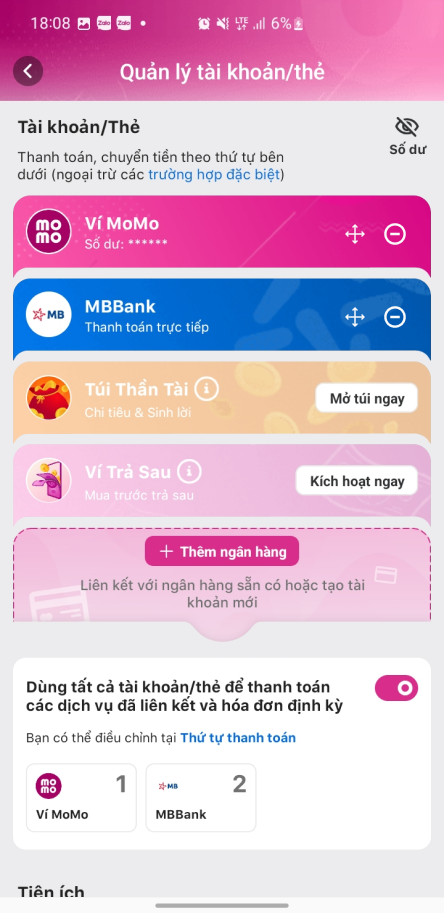 18:08 Zalo Zalo LTE 6%
Quản lý tài khoản/thẻ
Tài khoản/Thẻ
Số dư
Thanh toán, chuyển tiền theo thứ tự bên
dưới (ngoại trừ các trường hợp đặc biệt)
mo
mo
Ví MoMo
Số dư: ******
MB
MBBank
Thanh toán trực tiếp
Túi Thần Tài
Chi tiêu & Sinh lời
Mở túi ngay
Ví Trả Sau
Mua trước trả sau
Kích hoạt ngay
+ Thêm ngân hàng
Liên kết với ngân hàng sẵn có hoặc tạo tài
khoản mới
Dùng tất cả tài khoản/thẻ để thanh toán
các dịch vụ đã liên kết và hóa đơn định kỳ
Bạn có thể điều chỉnh tại Thứ tự thanh toán
mo
mo
1
Ví MoMo
MB
2
MBBank
Tiện ích